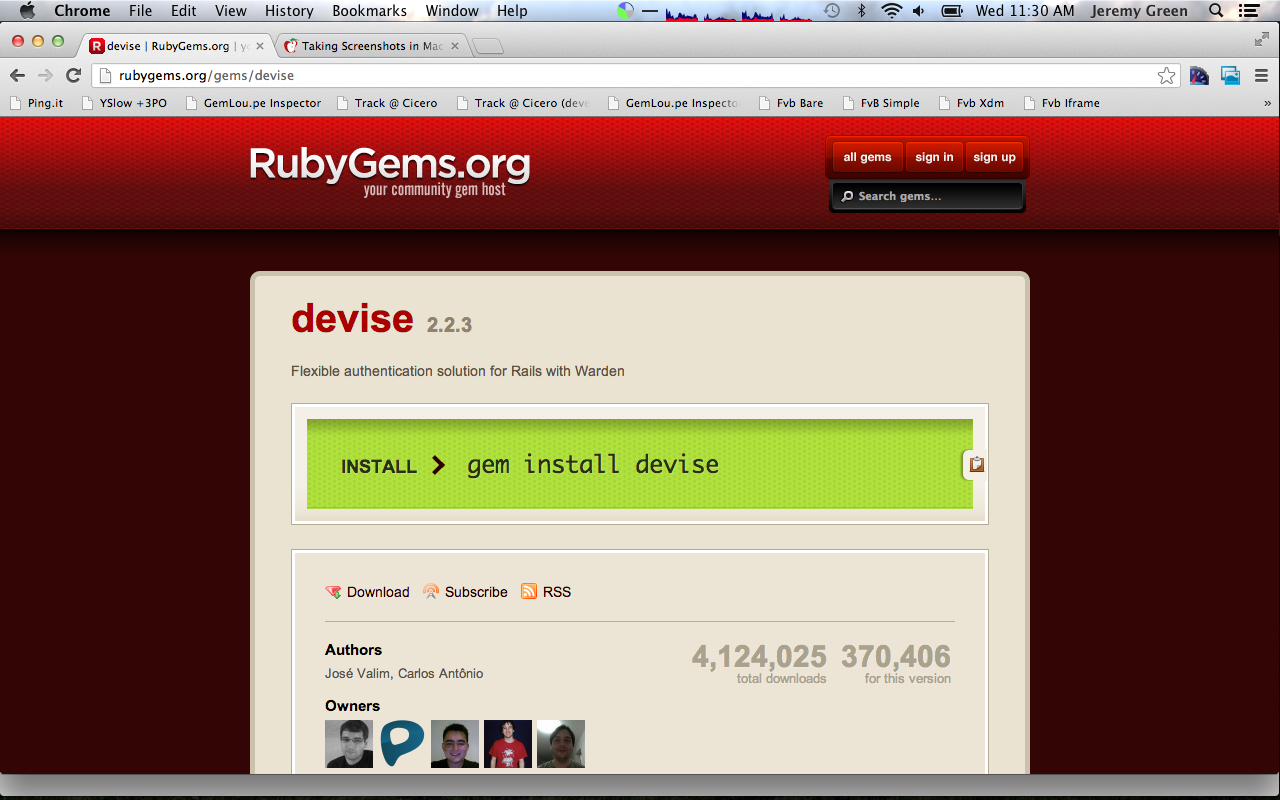 Chrome File Edit View History Bookmarks Window Help Wed 11:30 AM Jeremy Green
devise | RubyGems.org | yo
Taking Screenshots in Mac
rubygems.org/gems/devise
Ping.it YSlow +3PO GemLou.pe Inspector Track @ Cicero Track @ Cicero (deve GemLou.pe Inspecto Fvb Bare FvB Simple Fvb Xdm Fvb Iframe »
RubyGems.org
your community gem host
all gems sign in sign up
Search gems…
devise 2.2.3
Flexible authentication solution for Rails with Warden
INSTALL gem install devise
Download Subscribe RSS
Authors
José Valim, Carlos Antônio
4,124,025 370,406
total downloads for this version
Owners